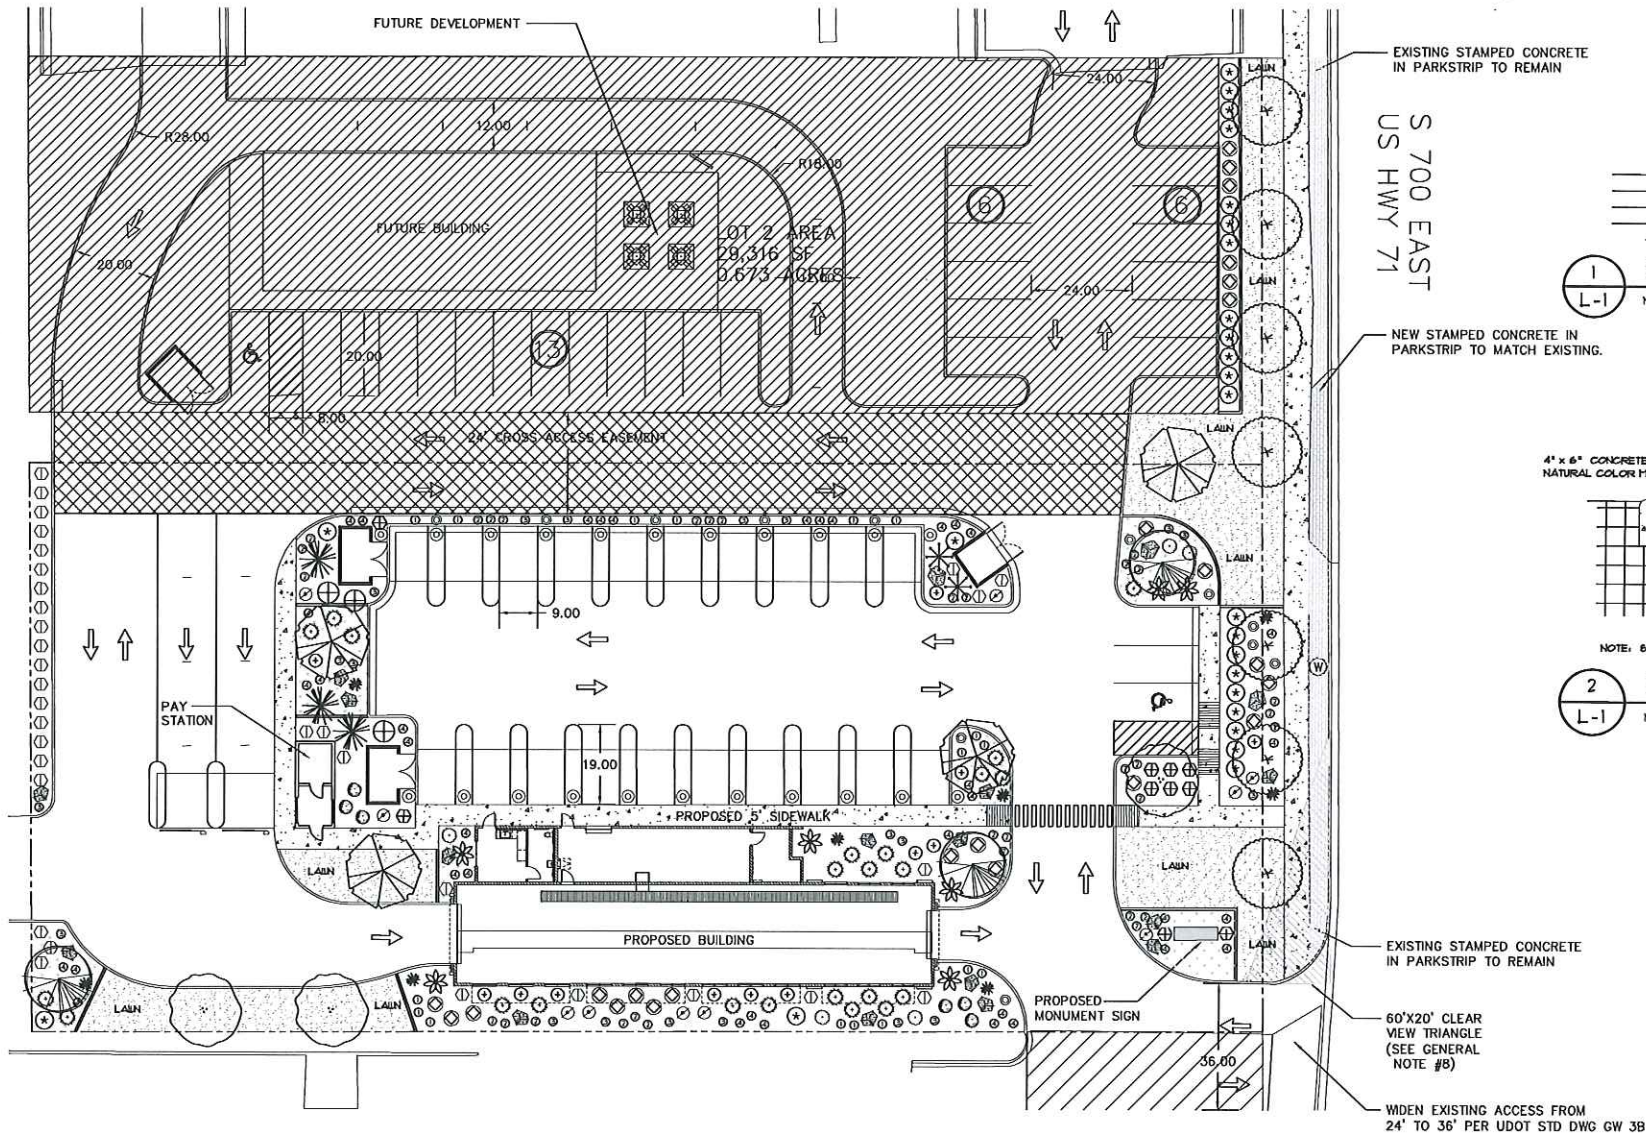 FUTURE DEVELOPMENT
EXISTING STAMPED CONCRETE
IN PARKSTRIP TO REMAIN
LAWN
24.00
S 700 EAST
US HWY 71
R28.00
12.00
R18.00
6
6
FUTURE BUILDING
LOT 2 AREA
29,316 SF
0.673 ACRES
20.00
24.00
LAWN
1
L-1
NEW STAMPED CONCRETE IN
PARKSTRIP TO MATCH EXISTING.
20.00
13
24' CROSS ACCESS EASEMENT
LAWN
4" x 6" CONCRETE
NATURAL COLOR
LAWN
9.00
NOTE:
W
2
L-1
PAY
STATION
19.00
PROPOSED 5' SIDEWALK
LAWN
LAWN
PROPOSED BUILDING
LAWN
EXISTING STAMPED CONCRETE
IN PARKSTRIP TO REMAIN
LAWN
LAWN
PROPOSED
MONUMENT SIGN
60'X20' CLEAR
VIEW TRIANGLE
(SEE GENERAL
NOTE #8)
36.00
WIDEN EXISTING ACCESS FROM
24' TO 36' PER UDOT STD DWG GW 3B